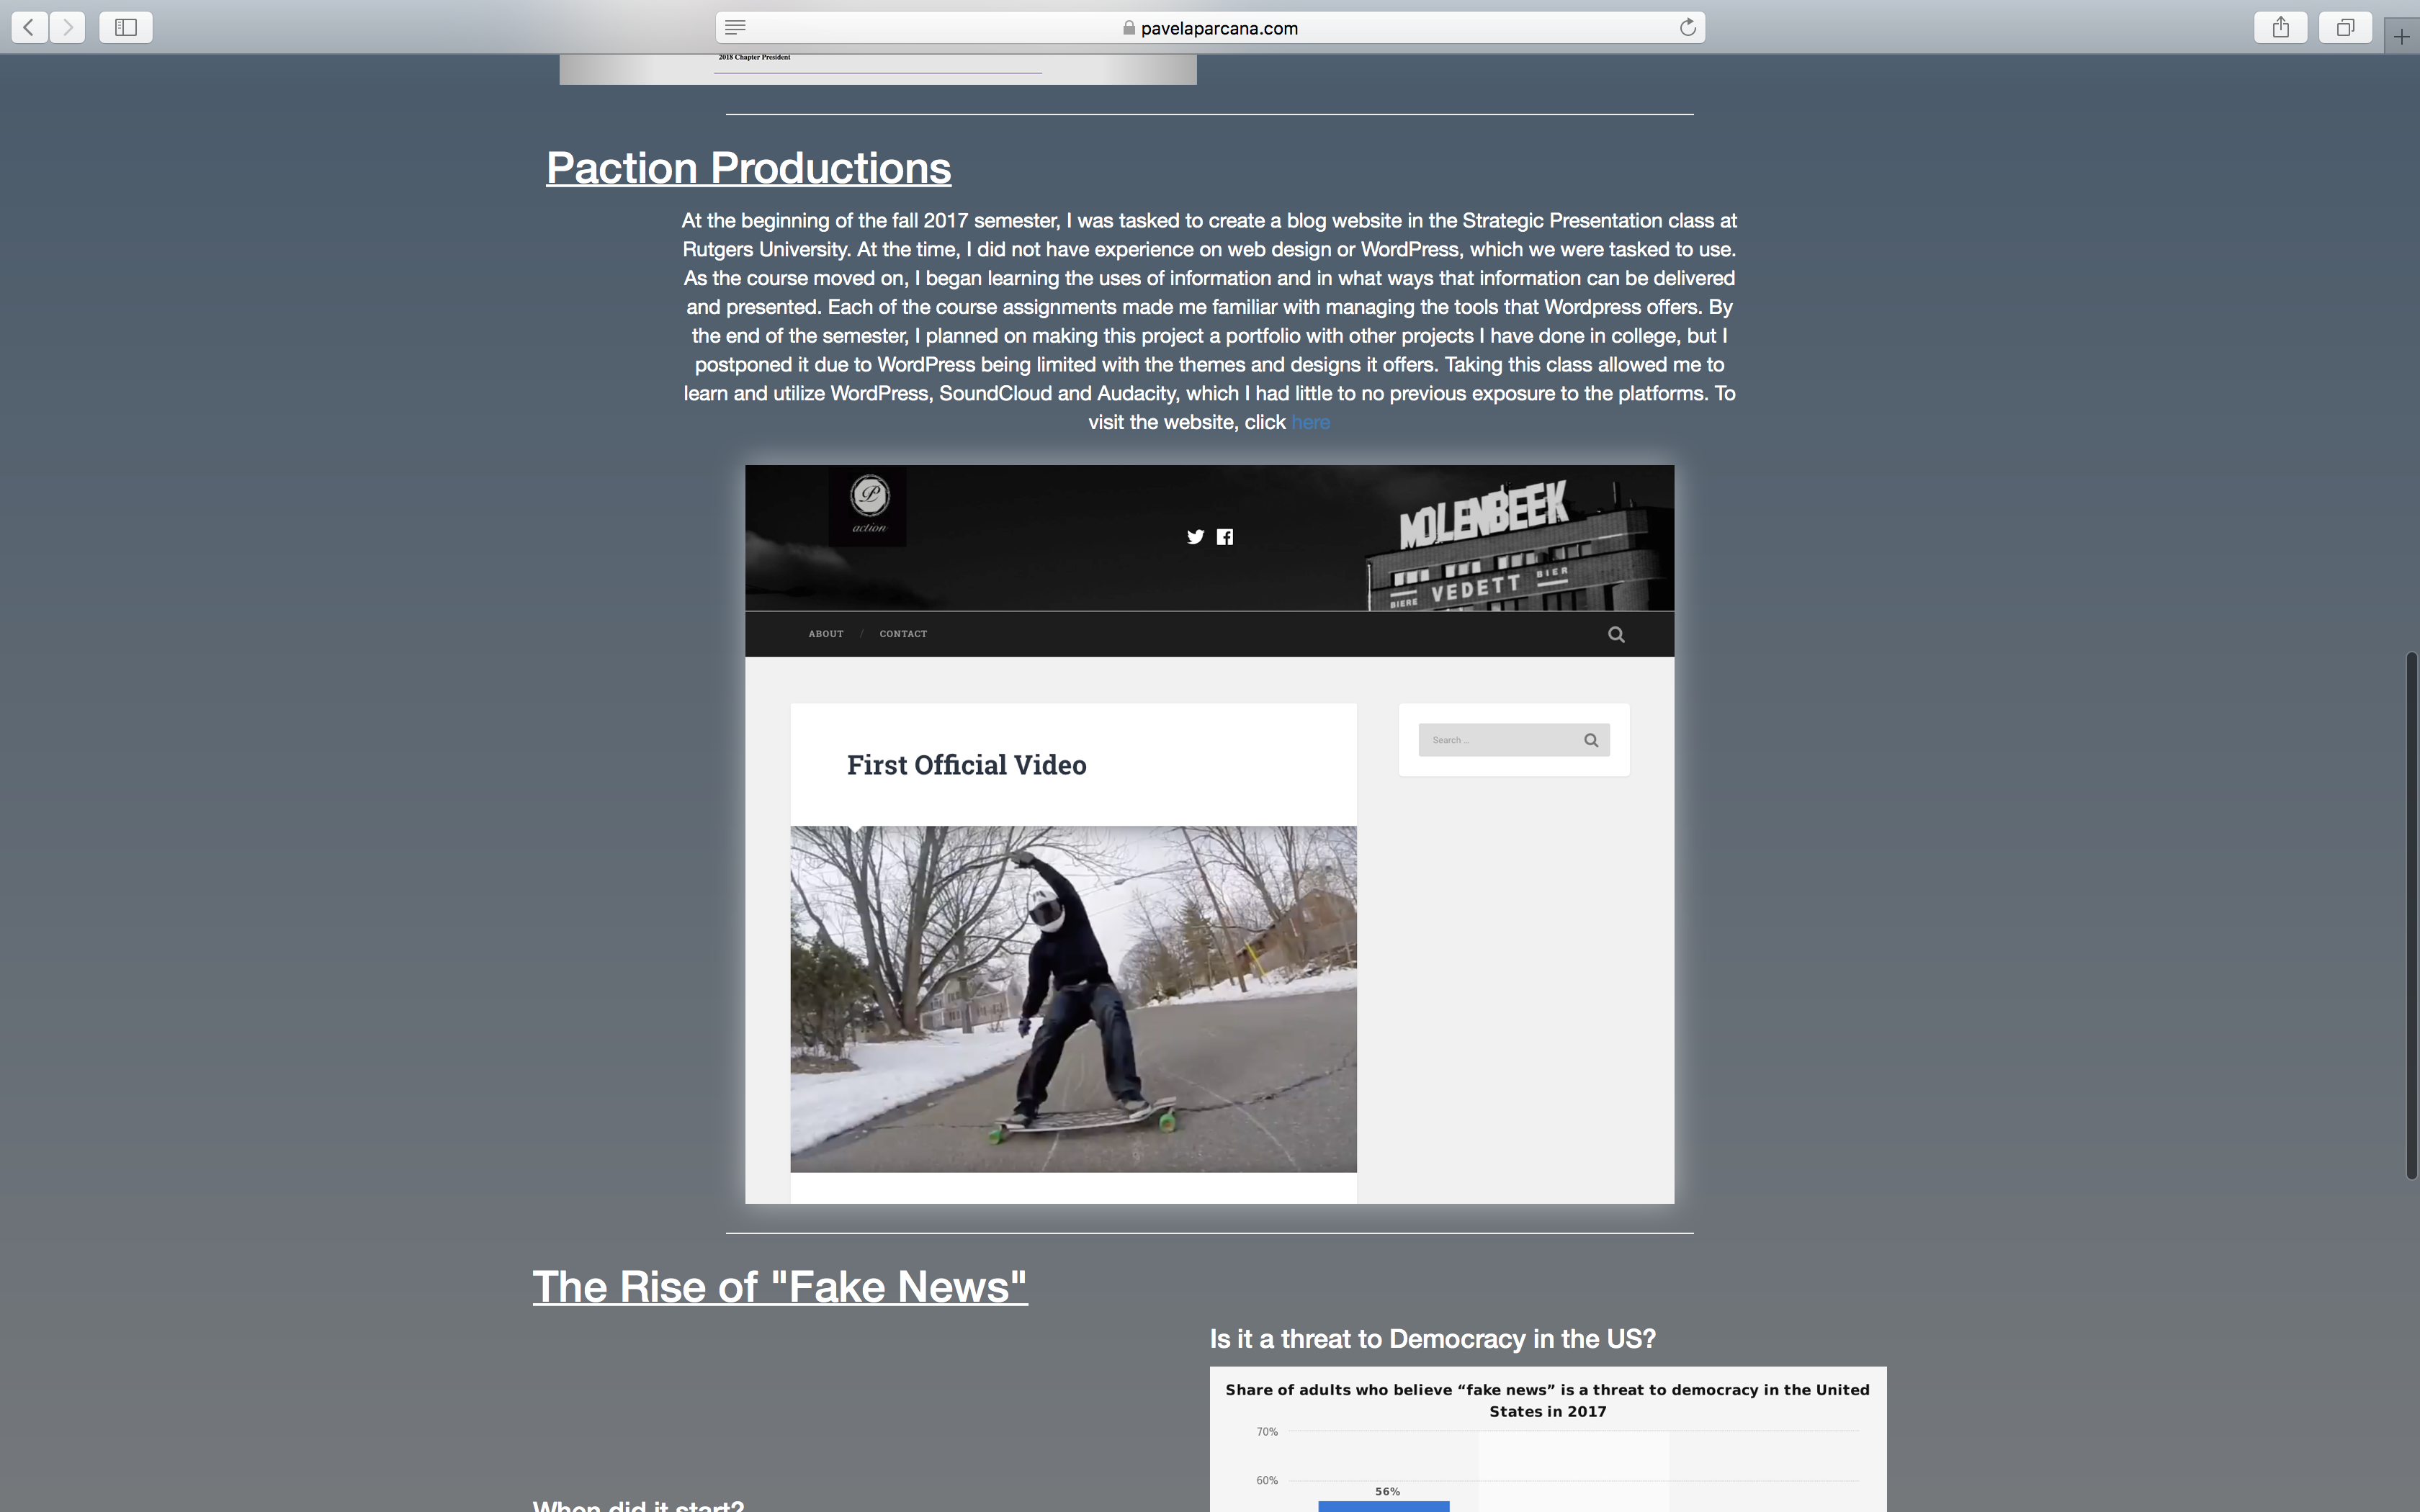 pavelaparcana.com
2018 Chapter President
Paction Productions
At the beginning of the fall 2017 semester, I was tasked to create a blog website in the Strategic Presentation class at
Rutgers University. At the time, I did not have experience on web design or WordPress, which we were tasked to use.
As the course moved on, I began learning the uses of information and in what ways that information can be delivered
and presented. Each of the course assignments made me familiar with managing the tools that Wordpress offers. By
the end of the semester, I planned on making this project a portfolio with other projects I have done in college, but I
postponed it due to WordPress being limited with the themes and designs it offers. Taking this class allowed me to
learn and utilize WordPress, SoundCloud and Audacity, which I had little to no previous exposure to the platforms. To
visit the website, click here
P
action
MOLENBEEK
BIERE VEDETT BIER
ABOUT / CONTACT
First Official Video
Search ...
The Rise of "Fake News"
Is it a threat to Democracy in the US?
Share of adults who believe “fake news” is a threat to democracy in the United
States in 2017
70%
60%
56%
When did it start?